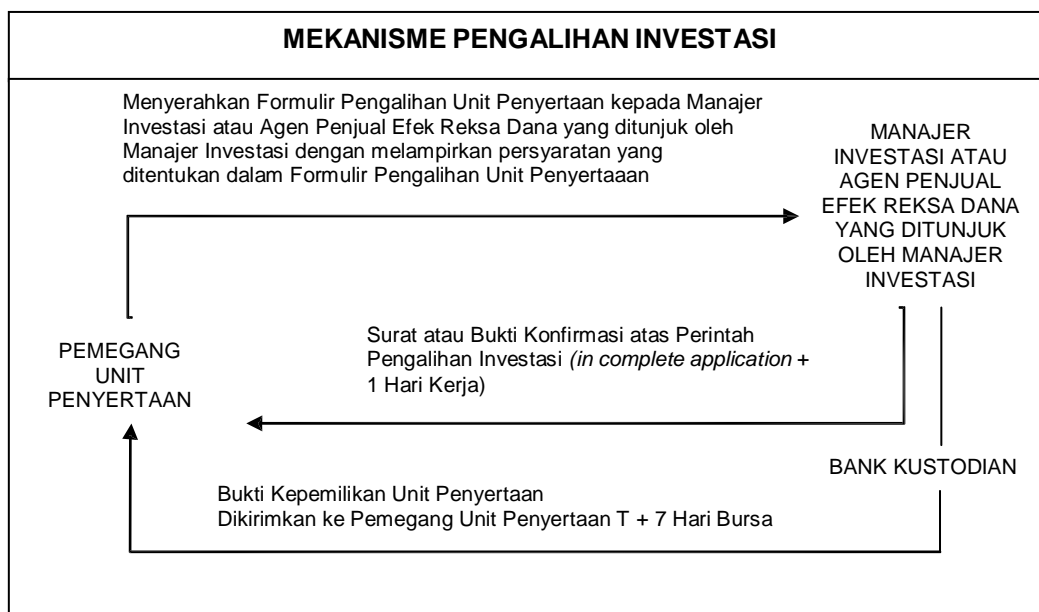 MEKANISME PENGALIHAN INVESTASI
Menyerahkan Formulir Pengalihan Unit Penyertaan kepada Manajer
Investasi atau Agen Penjual Efek Reksa Dana yang ditunjuk oleh
Manajer Investasi dengan melampirkan persyaratan yang
ditentukan dalam Formulir Pengalihan Unit Penyertaaan
MANAJER
INVESTASI ATAU
AGEN PENJUAL
EFEK REKSA DANA
YANG DITUNJUK
OLEH MANAJER
INVESTASI
Surat atau Bukti Konfirmasi atas Perintah
Pengalihan Investasi (in complete application +
1 Hari Kerja)
PEMEGANG
UNIT
PENYERTAAN
BANK KUSTODIAN
Bukti Kepemilikan Unit Penyertaan
Dikirimkan ke Pemegang Unit Penyertaan T + 7 Hari Bursa